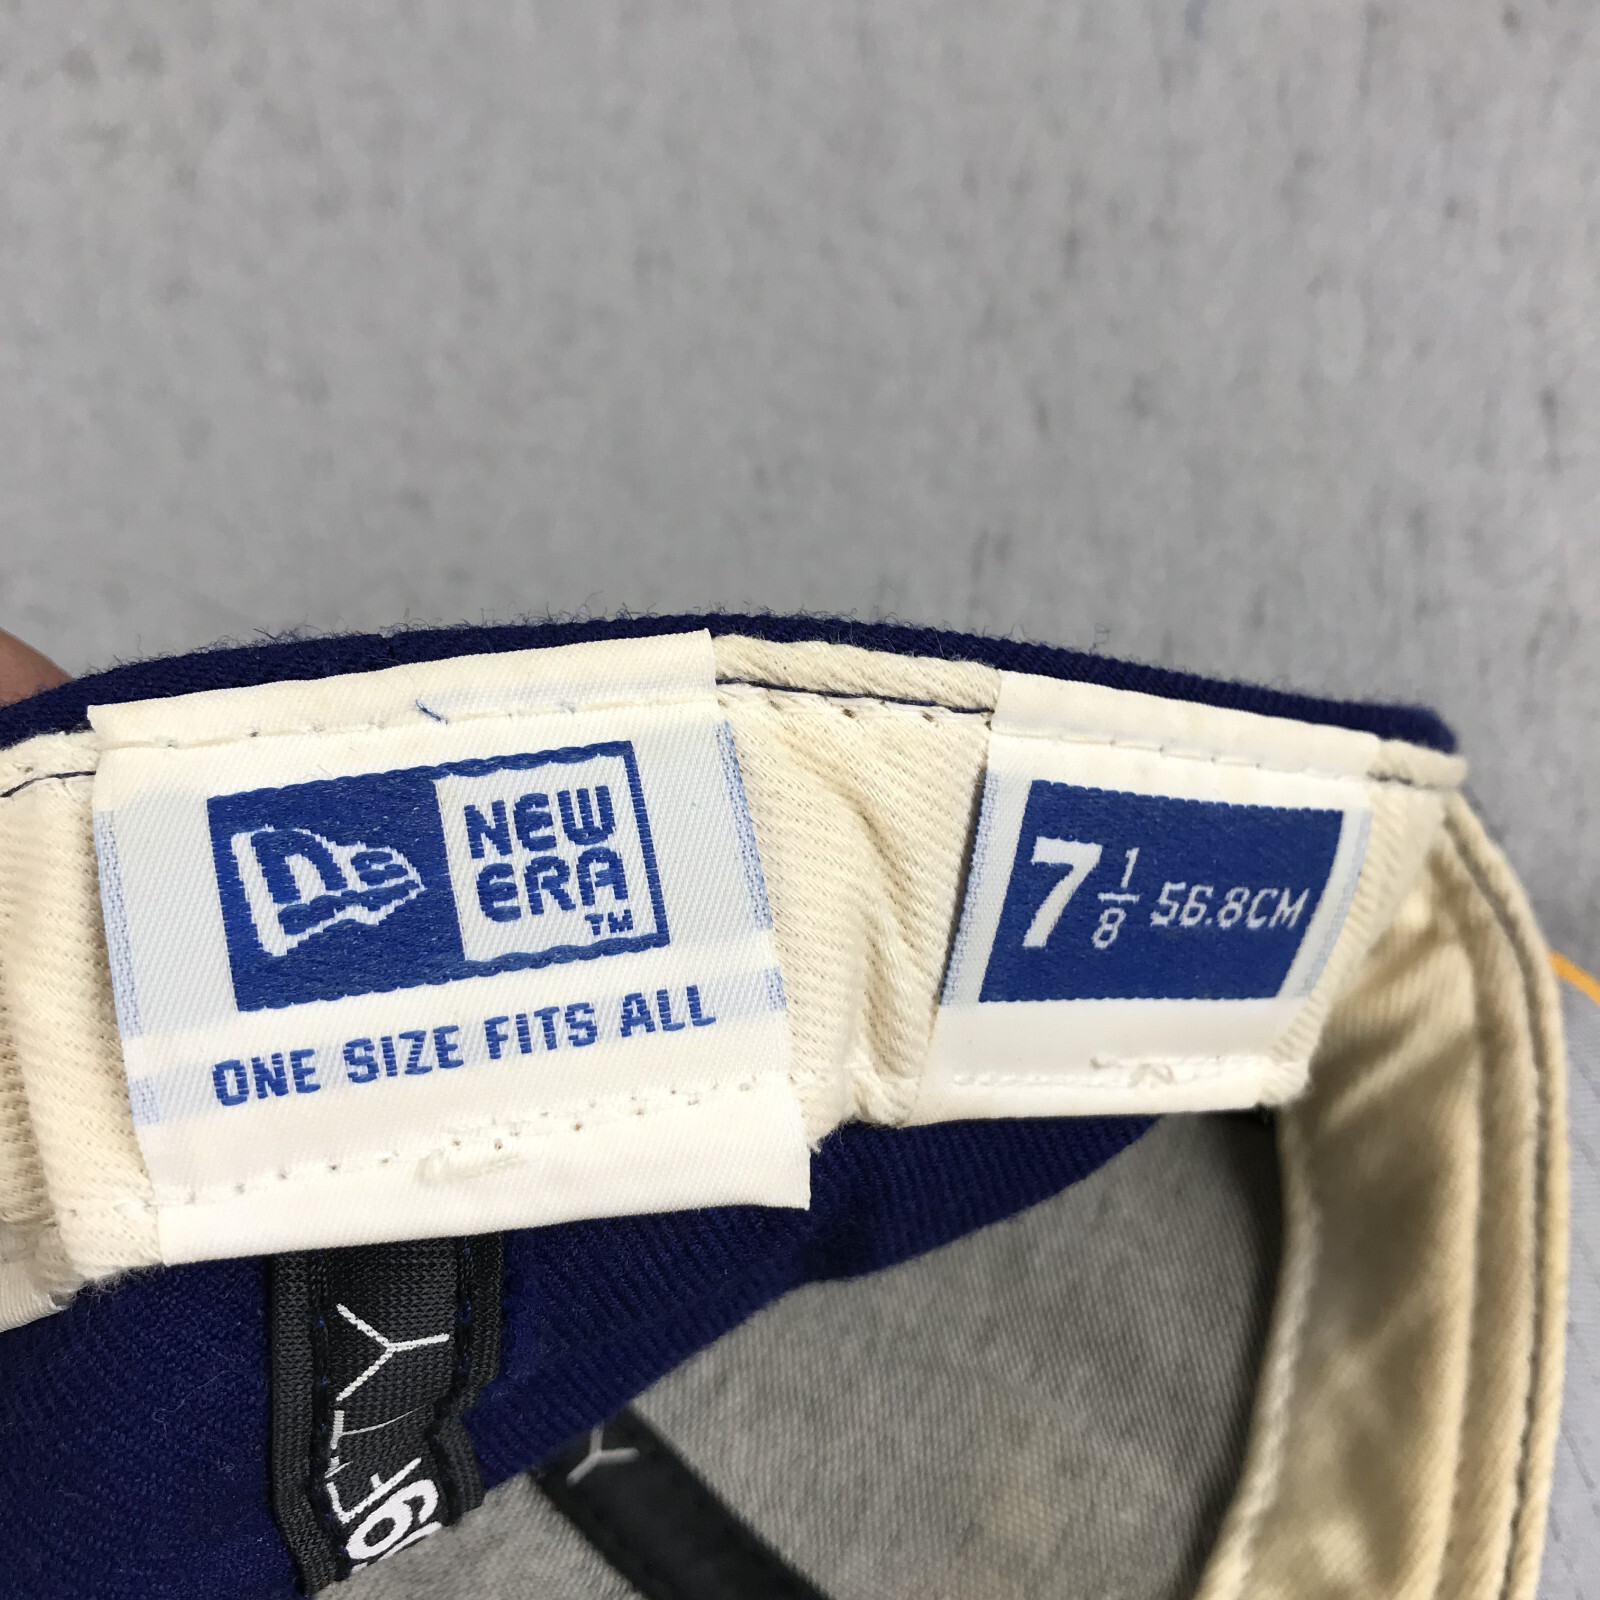 NEW
ERA
TM
ONE SIZE FITS ALL
7 1/8 56.8CM